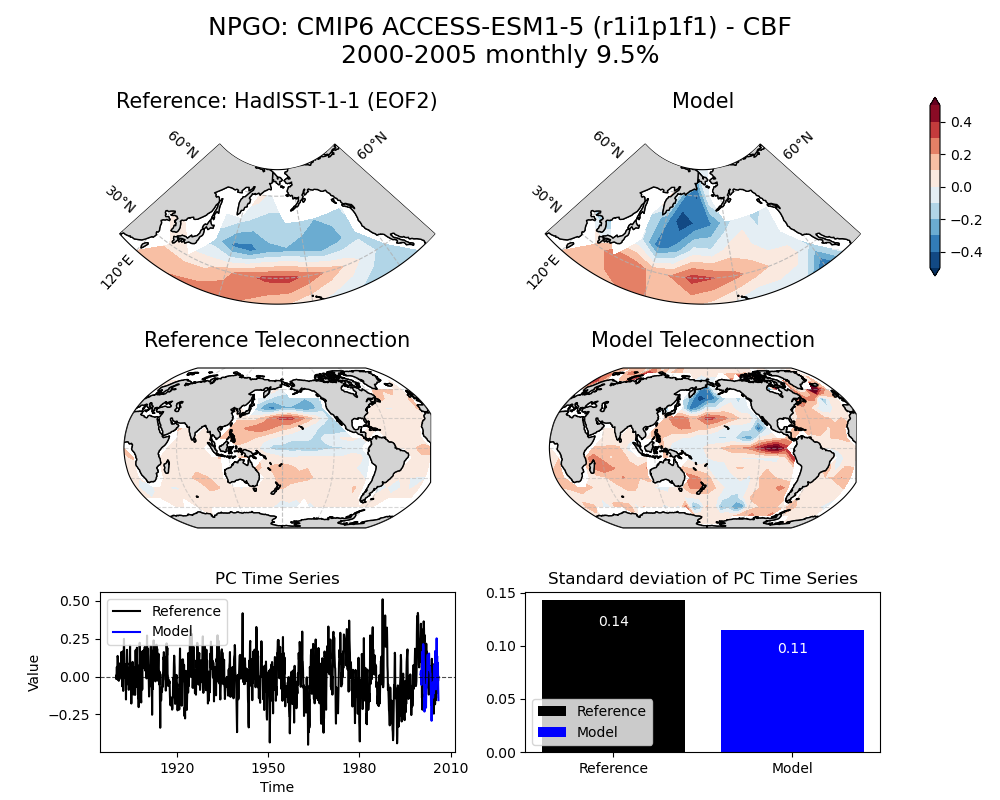 NPGO: CMIP6 ACCESS-ESM1-5 (r1i1p1f1) - CBF
2000-2005 monthly 9.5%
Reference: HadISST-1-1 (EOF2)
Model
60°N
60°N
30°N
120°E
60°N
60°N
30°N
120°E
0.4
0.2
0.0
−0.2
−0.4
Reference Teleconnection
Model Teleconnection
PC Time Series
0.50
0.25
0.00
−0.25
Value
Reference
Model
1920
1950
1980
2010
Time
Standard deviation of PC Time Series
0.15
0.10
0.05
0.00
0.14
0.11
Reference
Model
Reference
Model